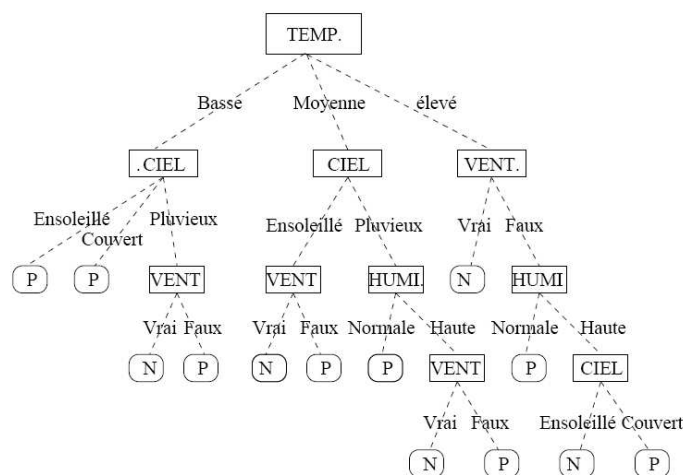 TEMP.
Basse Moyenne élevé
. CIEL CIEL VENT.
Ensoleillé Couvert Pluvieux Ensoleillé Pluvieux Vrai Faux
P P VENT VENT HUMI. N HUMI
Vrai Faux Vrai Faux Normale Haute Normale Haute
N P N P P VENT P CIEL
Vrai Faux Ensoleillé Couvert
N P N P